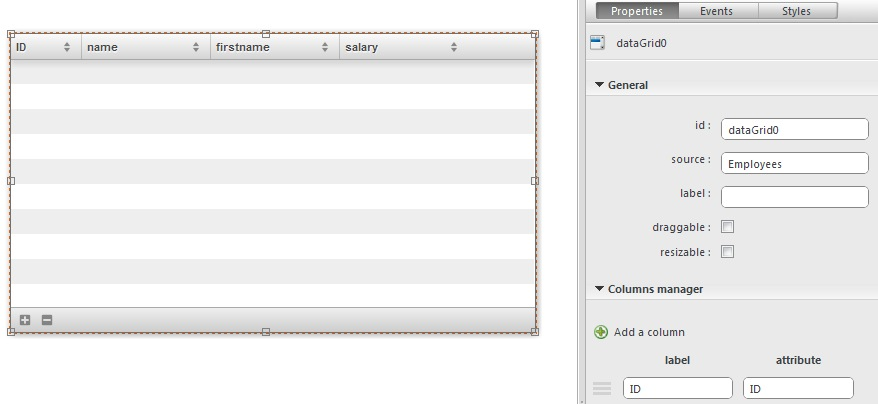 Properties Events Styles
dataGrid0
ID name firstname salary
General
id : dataGrid0
source : Employees
label :
draggable :
resizable :
Columns manager
Add a column
label attribute
ID ID